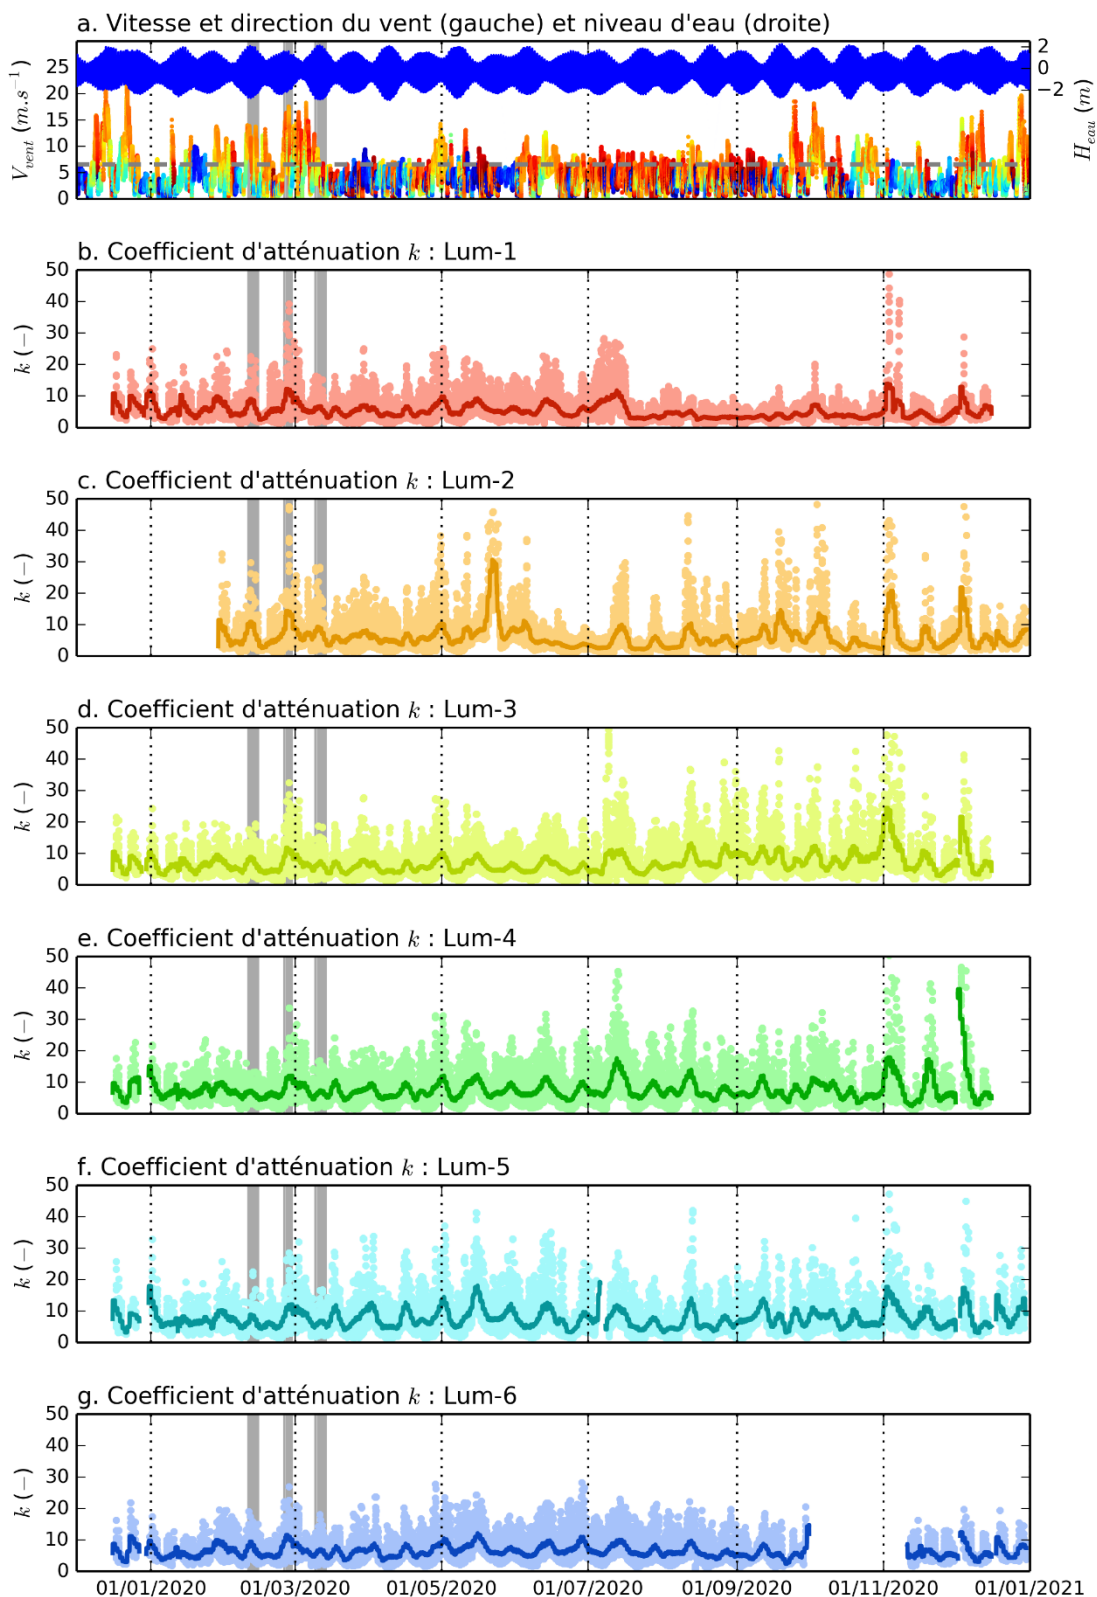 a. Vitesse et direction du vent (gauche) et niveau d'eau (droite)
25
20
15
10
5
0
V_vent (m.s⁻¹)
2
0
−2
H_eau (m)
b. Coefficient d'atténuation k : Lum-1
50
40
30
20
10
0
k (−)
c. Coefficient d'atténuation k : Lum-2
50
40
30
20
10
0
k (−)
d. Coefficient d'atténuation k : Lum-3
50
40
30
20
10
0
k (−)
e. Coefficient d'atténuation k : Lum-4
50
40
30
20
10
0
k (−)
f. Coefficient d'atténuation k : Lum-5
50
40
30
20
10
0
k (−)
g. Coefficient d'atténuation k : Lum-6
50
40
30
20
10
0
k (−)
01/01/2020 01/03/2020 01/05/2020 01/07/2020 01/09/2020 01/11/2020 01/01/2021